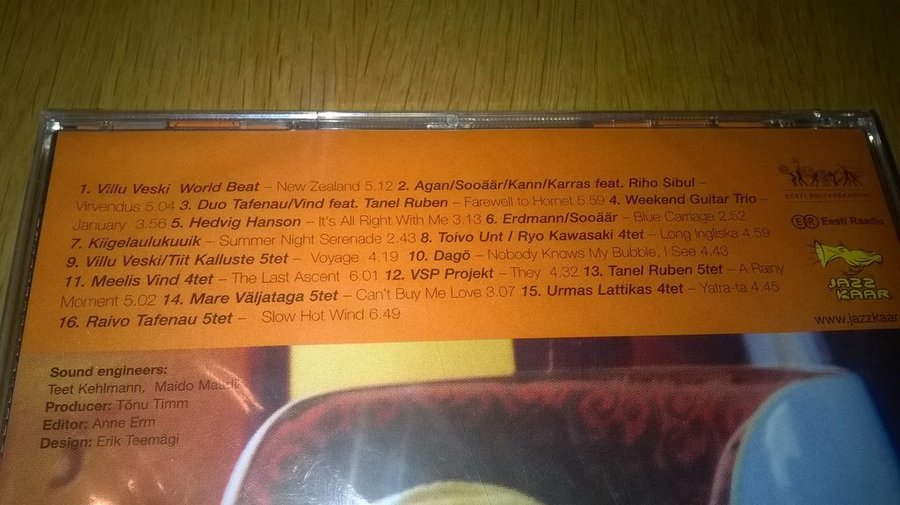 1. Villu Veski World Beat – New Zealand 5.12 2. Agan/Sooäär/Kann/Karras feat. Riho Sibul –
Virvendus 5.04 3. Duo Tafenau/Vind feat. Tanel Ruben – Farewell to Hornet 5.59 4. Weekend Guitar Trio –
January 3.56 5. Hedvig Hanson – It's All Right With Me 3.13 6. Erdmann/Sooäär – Blue Carriage 2.52
7. Kiigelaulukuuik – Summer Night Serenade 2.43 8. Toivo Unt / Ryo Kawasaki 4tet – Long Ingliska 4.59
9. Villu Veski/Tiit Kalluste 5tet – Voyage 4.19 10. Dagö – Nobody Knows My Bubble, I See 4.43
11. Meelis Vind 4tet – The Last Ascent 6.01 12. VSP Projekt – They 4.32 13. Tanel Ruben 5tet – A Rainy
Moment 5.02 14. Mare Väljataga 5tet – Can't Buy Me Love 3.07 15. Urmas Lattikas 4tet – Yatra-ta 4.45
16. Raivo Tafenau 5tet – Slow Hot Wind 6.49
EESTI KULTUURKAPITAL
ER Eesti Raadio
JAZZ
KAAR
www.jazzkaar
Sound engineers:
Teet Kehlmann, Maido
Producer: Tõnu Timm
Editor: Anne Erm
Design: Erik Teemägi